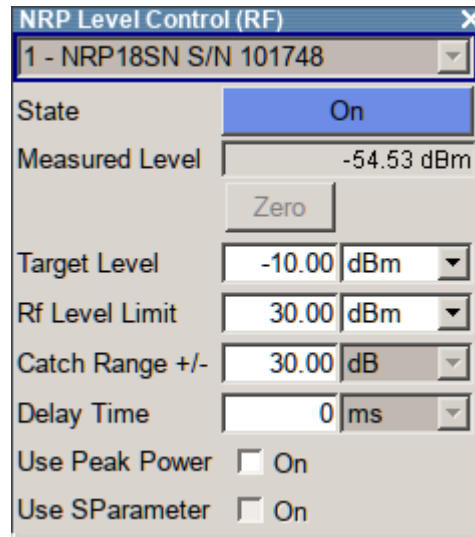 NRP Level Control (RF)
1 - NRP18SN S/N 101748
State On
Measured Level -54.53 dBm
Zero
Target Level -10.00 dBm
Rf Level Limit 30.00 dBm
Catch Range +/- 30.00 dB
Delay Time 0 ms
Use Peak Power On
Use SParameter On